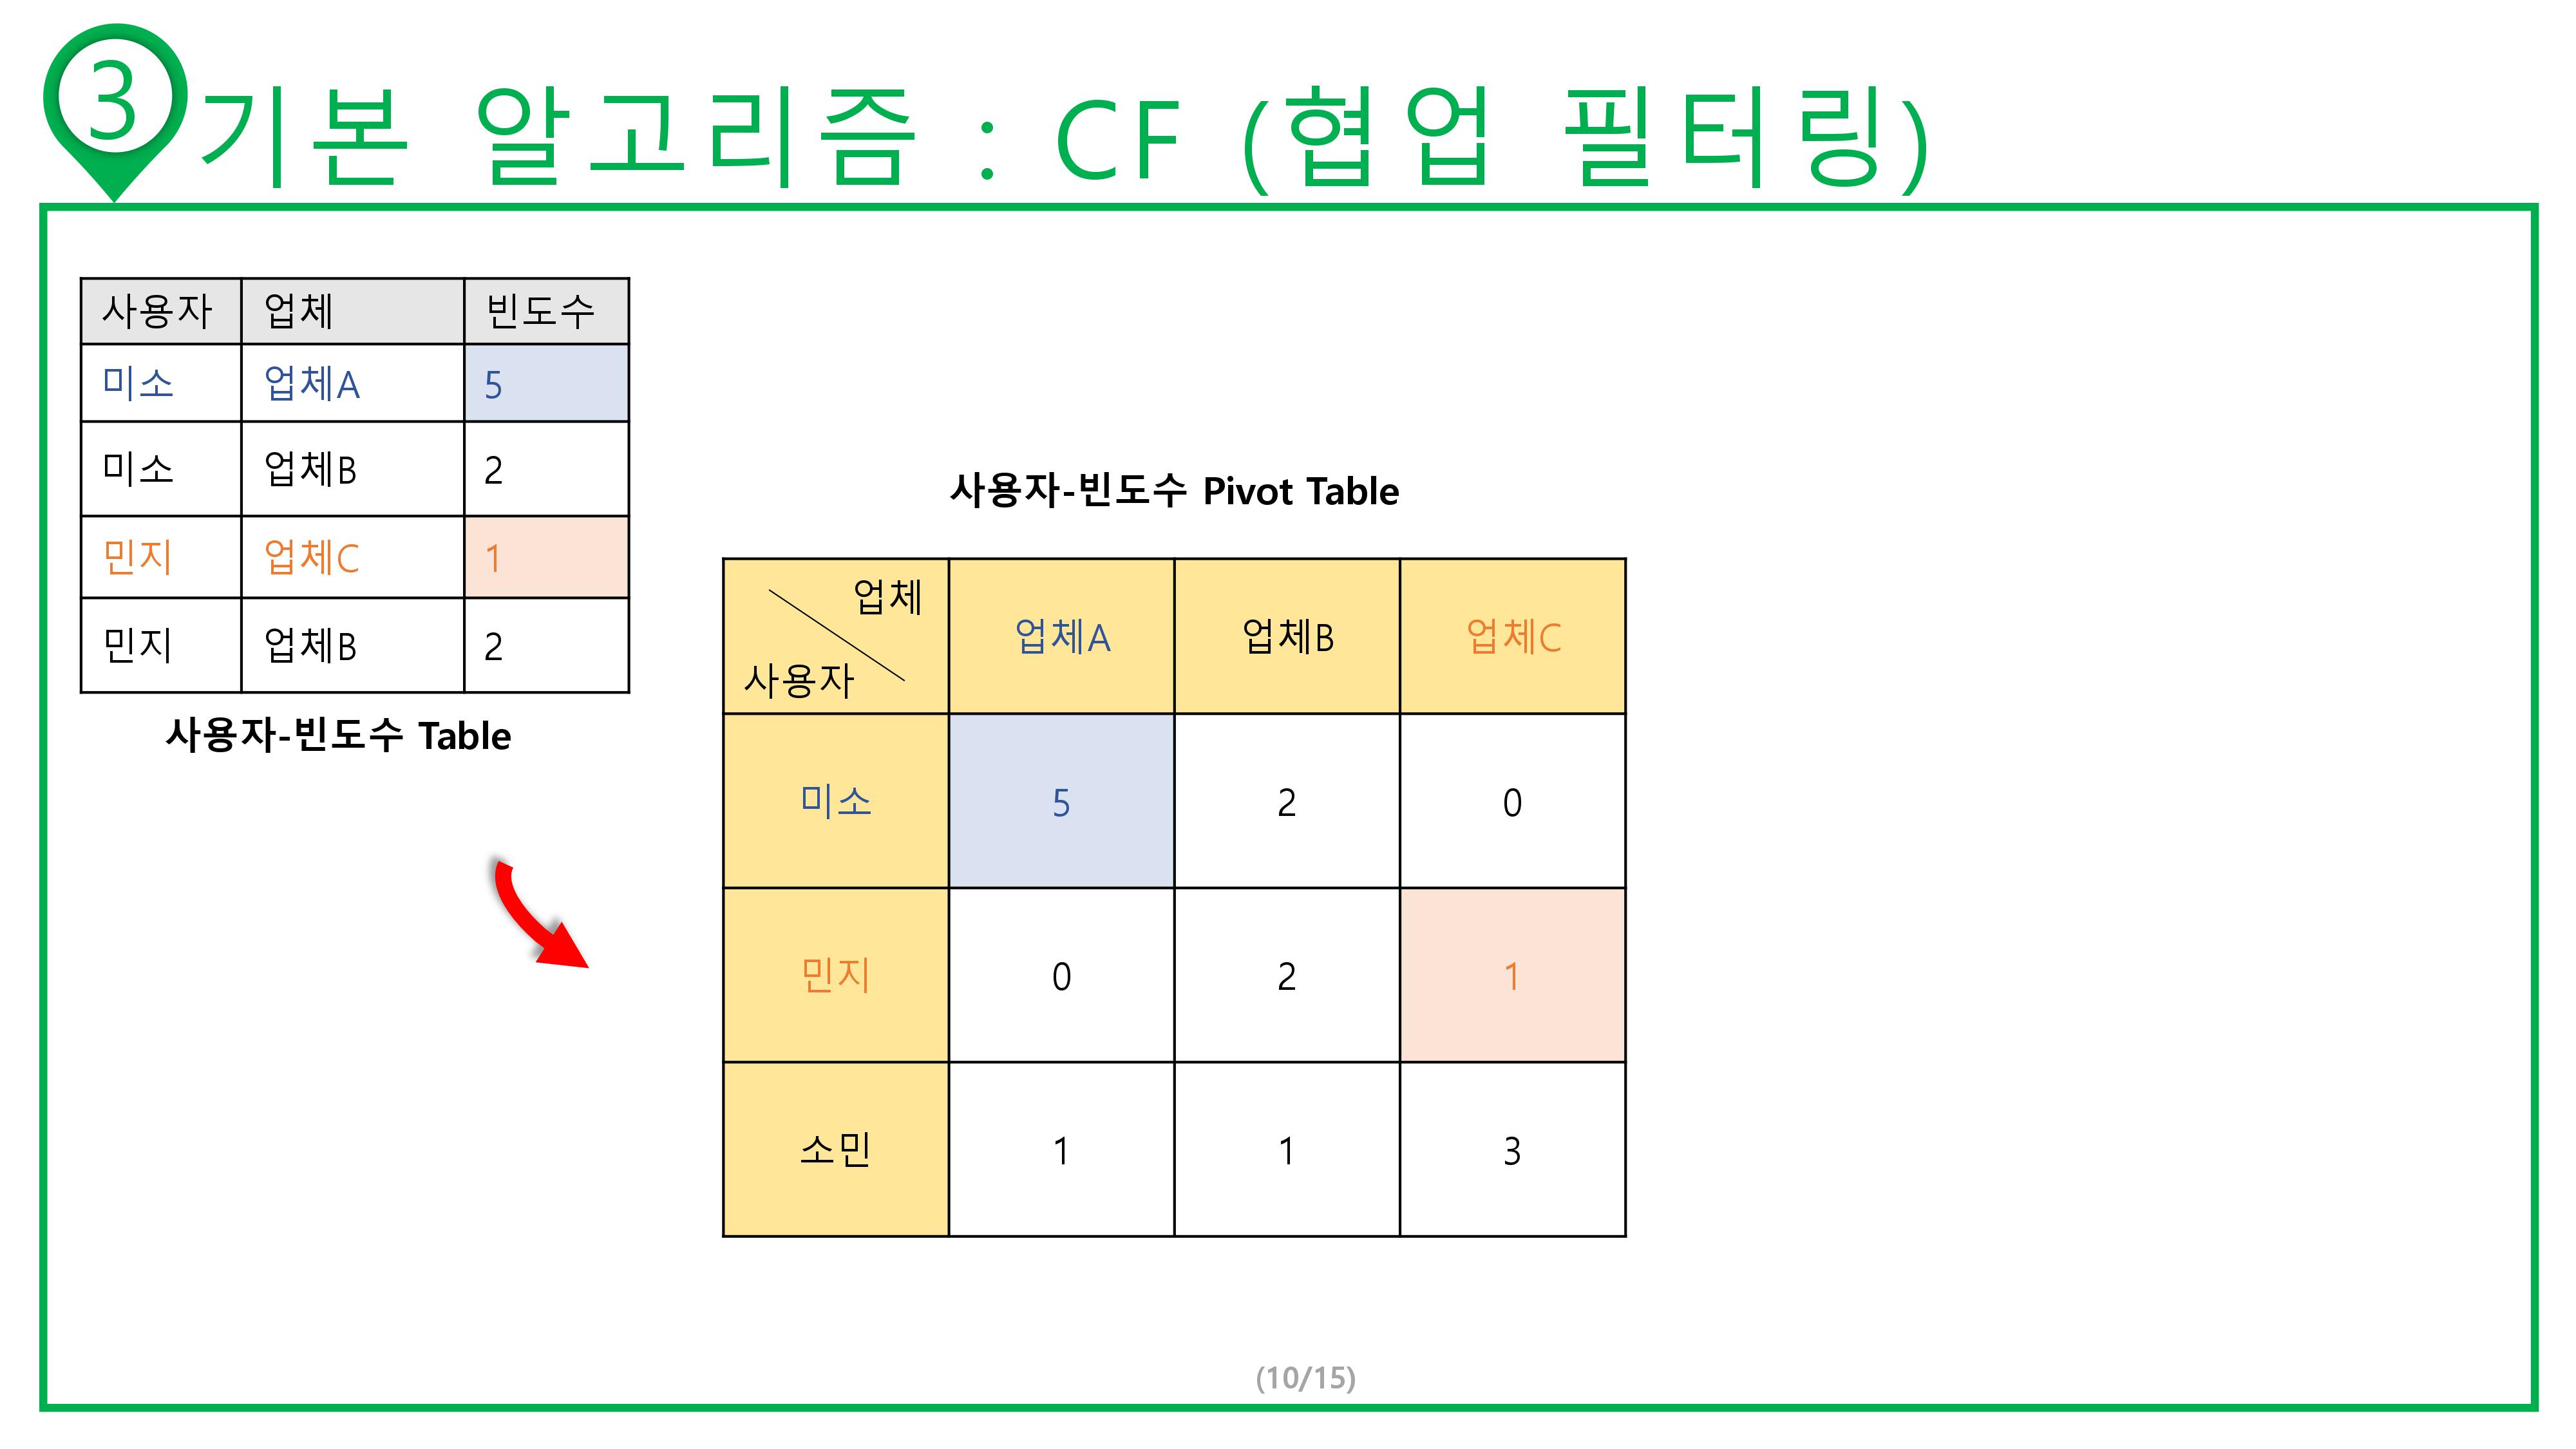 3
기본 알고리즘 : CF (협업 필터링)
사용자 업체 빈도수
미소 업체A 5
미소 업체B 2
민지 업체C 1
민지 업체B 2
사용자-빈도수 Table
사용자-빈도수 Pivot Table
업체
사용자
업체A 업체B 업체C
미소 5 2 0
민지 0 2 1
소민 1 1 3
(10/15)